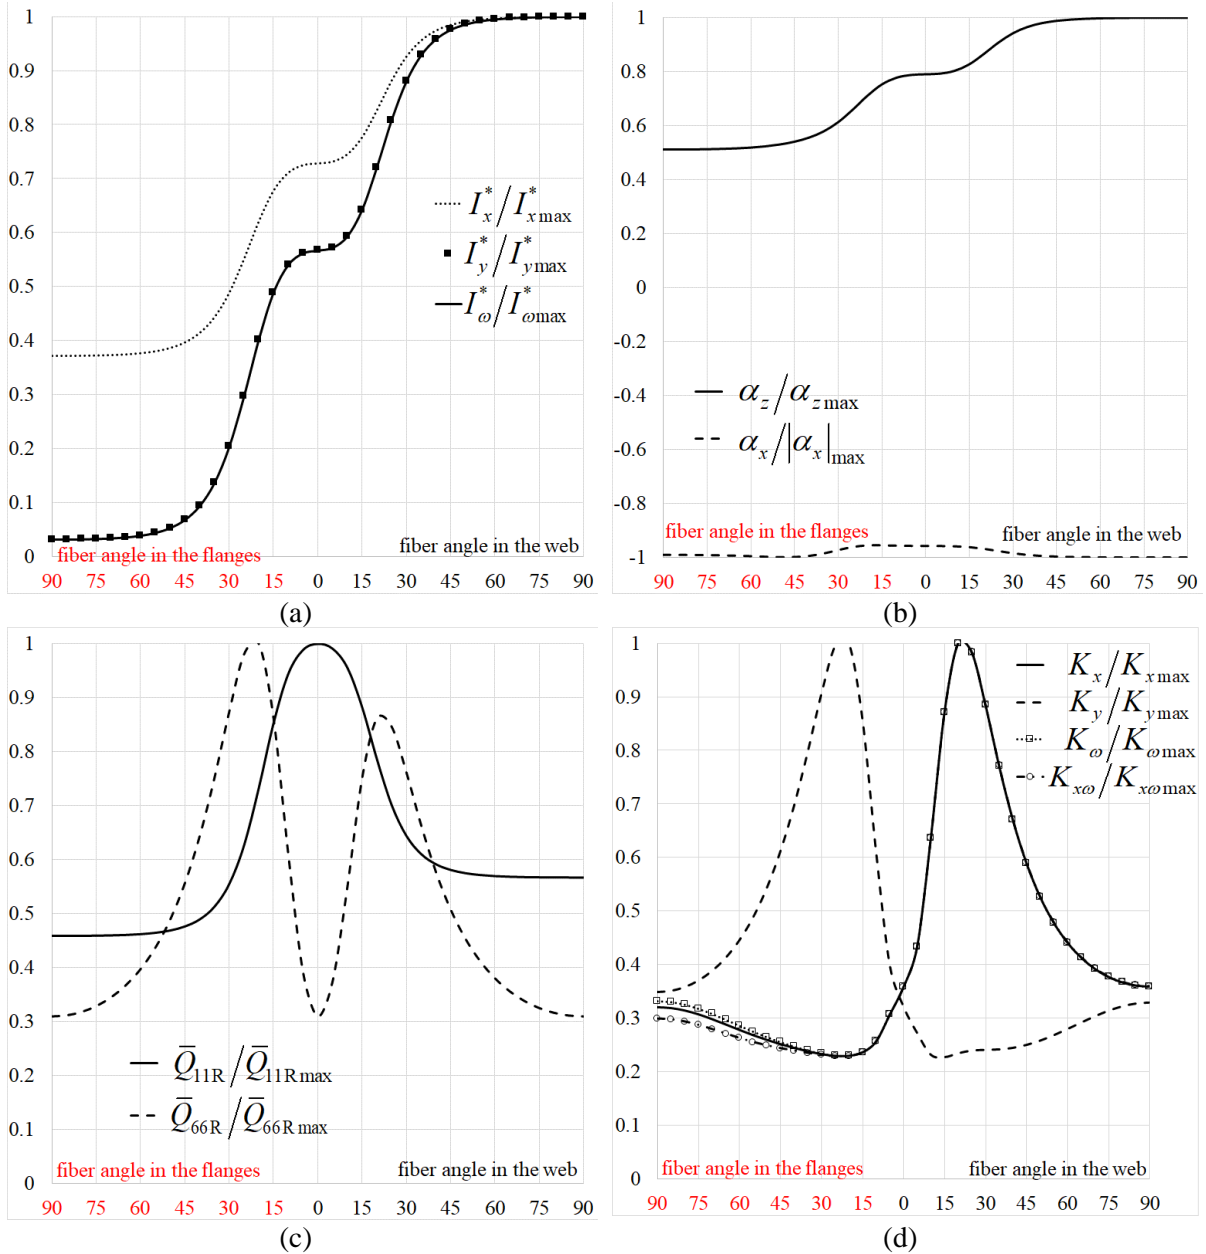 1
0.9
0.8
0.7
0.6
0.5
0.4
0.3
0.2
0.1
0
I*x/I*x max
I*y/I*y max
I*ω/I*ω max
fiber angle in the flanges
fiber angle in the web
90 75 60 45 30 15 0 15 30 45 60 75 90
(a)
1
0.8
0.6
0.4
0.2
0
-0.2
-0.4
-0.6
-0.8
-1
αz/αz max
αx/|αx|max
fiber angle in the flanges
fiber angle in the web
90 75 60 45 30 15 0 15 30 45 60 75 90
(b)
1
0.9
0.8
0.7
0.6
0.5
0.4
0.3
0.2
0.1
0
Q̅11R/Q̅11R max
Q̅66R/Q̅66R max
fiber angle in the flanges
fiber angle in the web
90 75 60 45 30 15 0 15 30 45 60 75 90
(c)
1
0.9
0.8
0.7
0.6
0.5
0.4
0.3
0.2
0.1
0
Kx/Kx max
Ky/Ky max
Kω/Kω max
Kxω/Kxω max
fiber angle in the flanges
fiber angle in the web
90 75 60 45 30 15 0 15 30 45 60 75 90
(d)